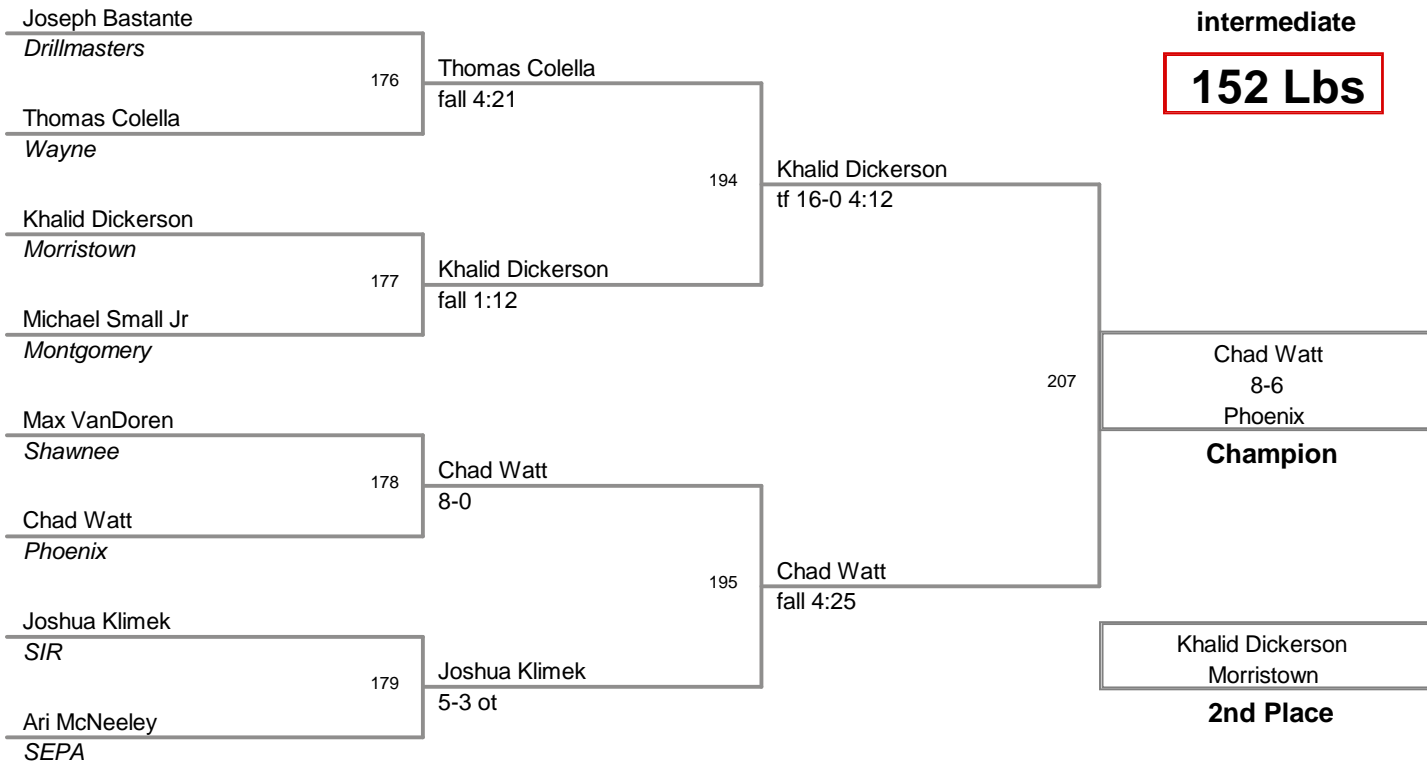 Joseph Bastante
Drillmasters
176
Thomas Colella
fall 4:21
Thomas Colella
Wayne
194
Khalid Dickerson
tf 16-0 4:12
Khalid Dickerson
Morristown
177
Khalid Dickerson
fall 1:12
Michael Small Jr
Montgomery
207
Max VanDoren
Shawnee
178
Chad Watt
8-0
Chad Watt
Phoenix
195
Chad Watt
fall 4:25
Joshua Klimek
SIR
179
Joshua Klimek
5-3 ot
Ari McNeeley
SEPA
intermediate
152 Lbs
Chad Watt
8-6
Phoenix
Champion
Khalid Dickerson
Morristown
2nd Place